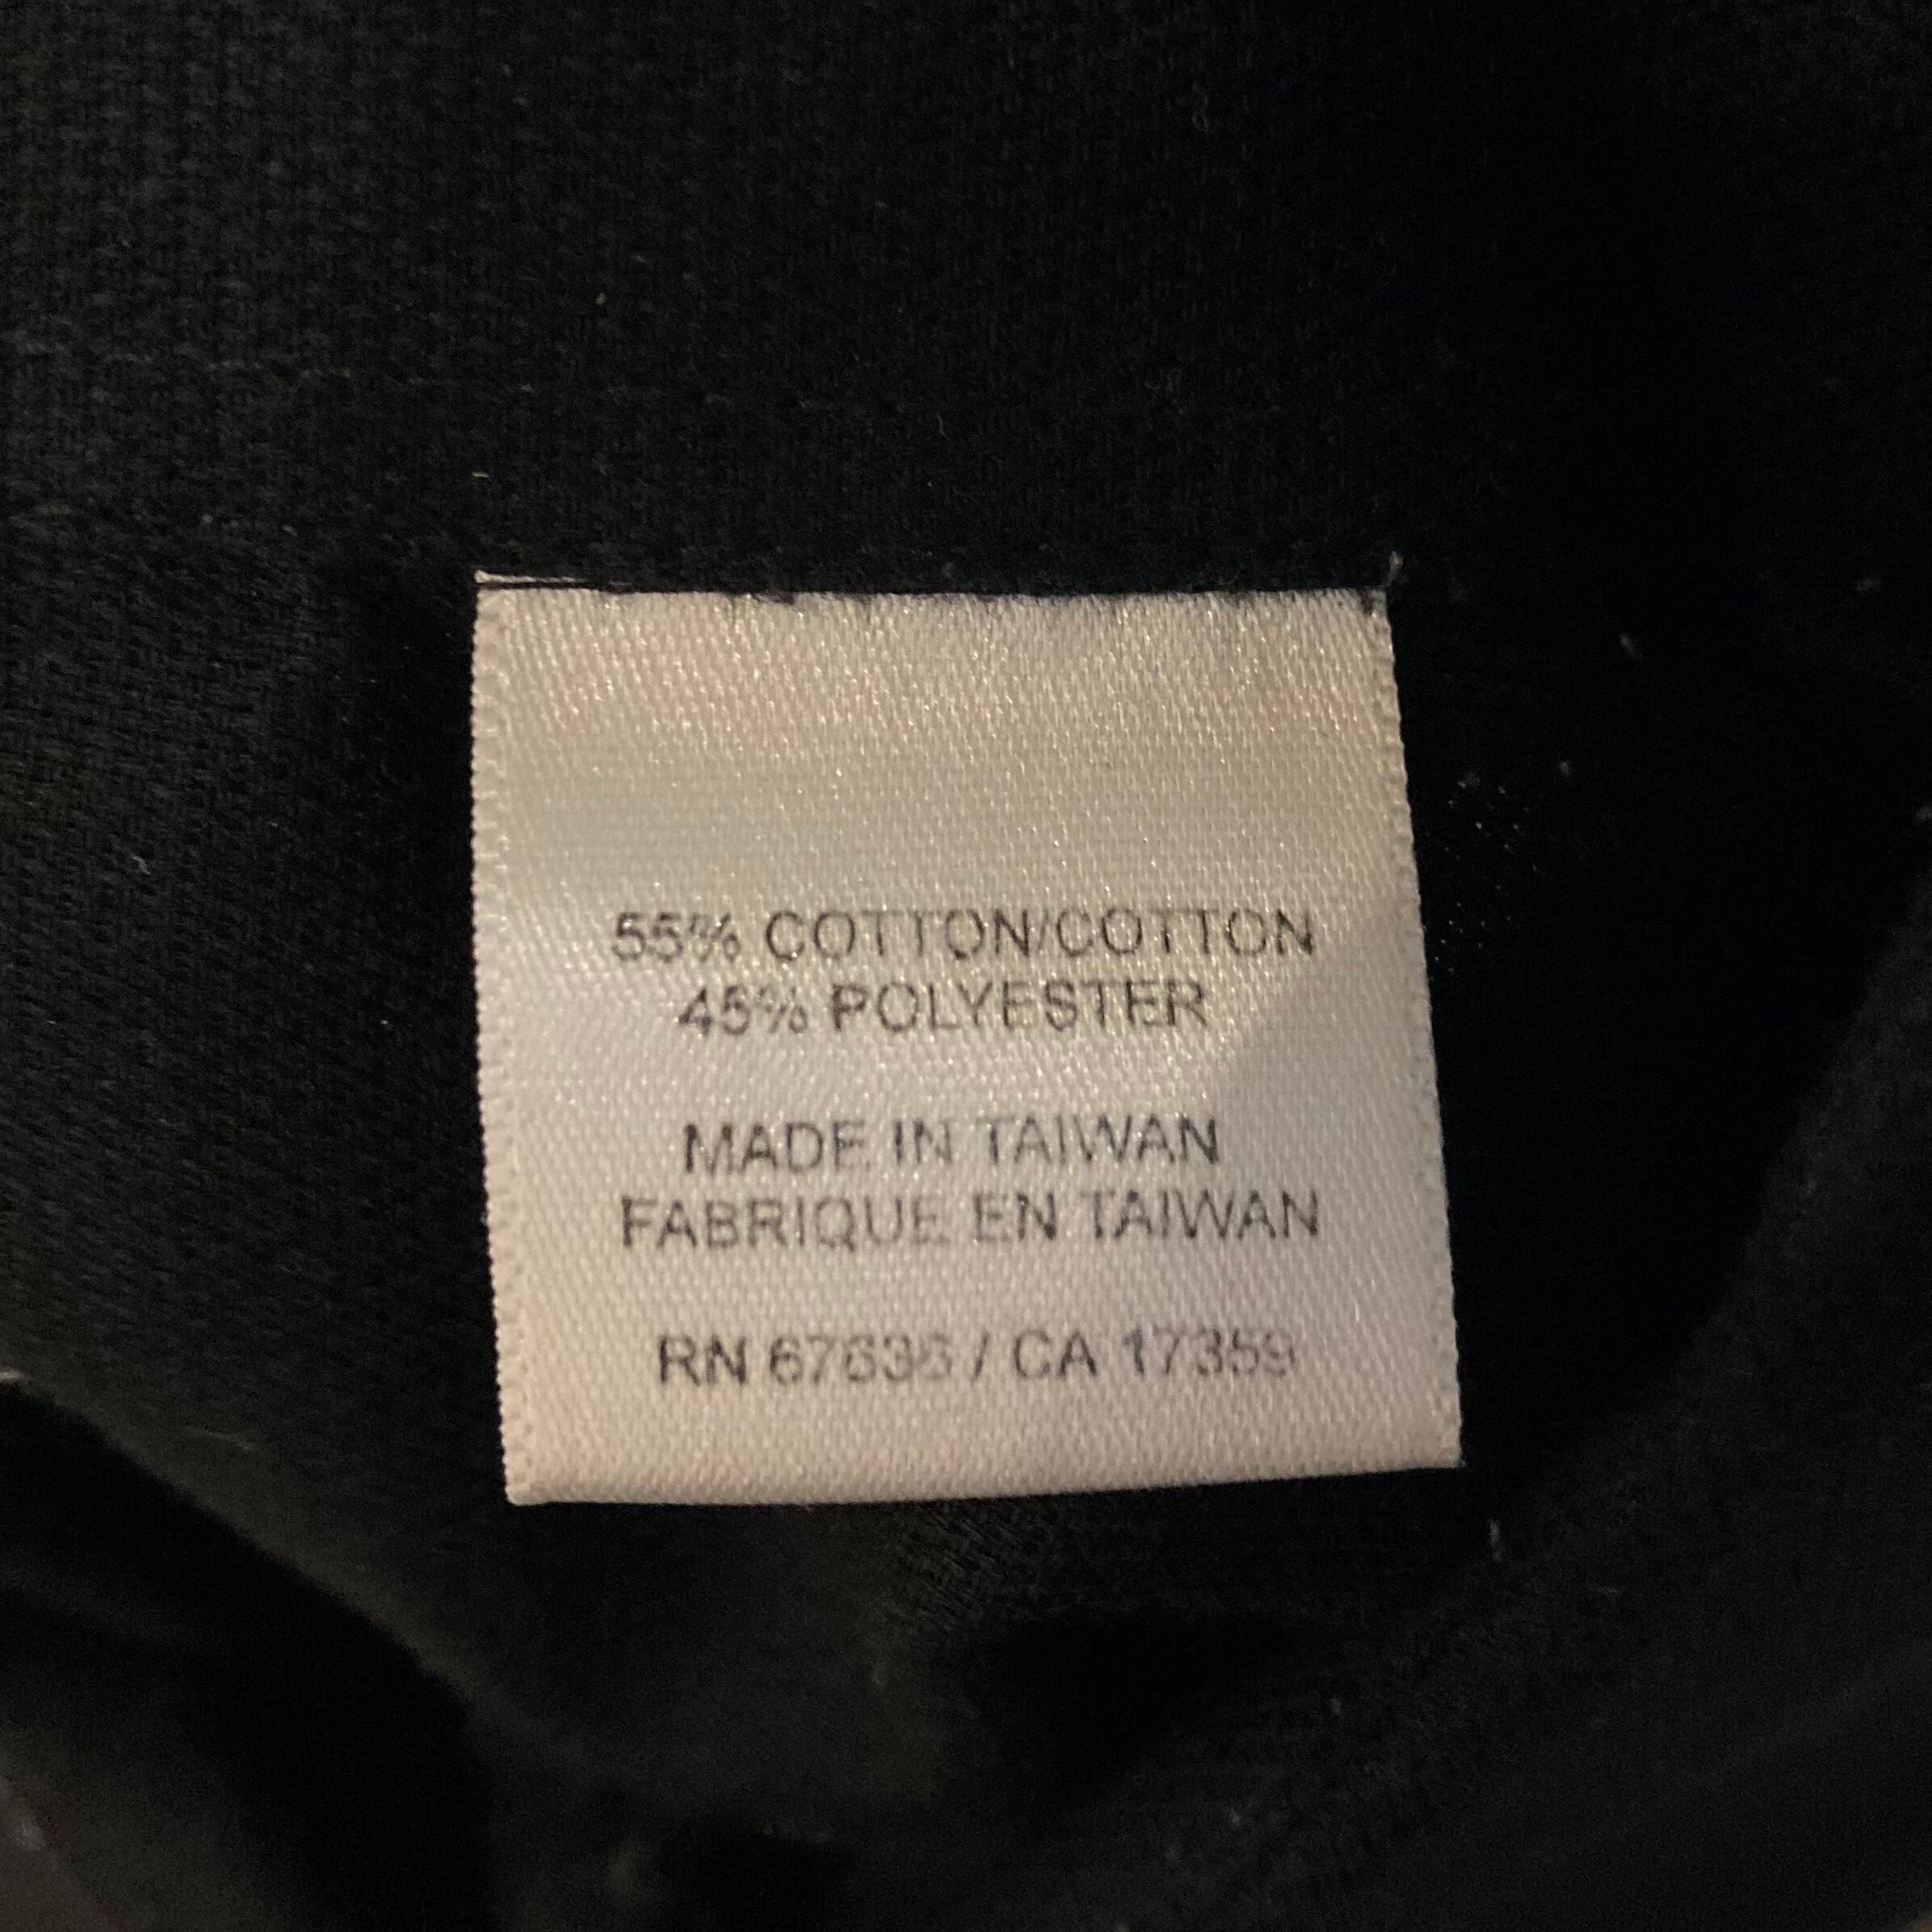 55% COTTON/COTTON
45% POLYESTER
MADE IN TAIWAN
FABRIQUE EN TAIWAN
RN 67636 / CA 17359